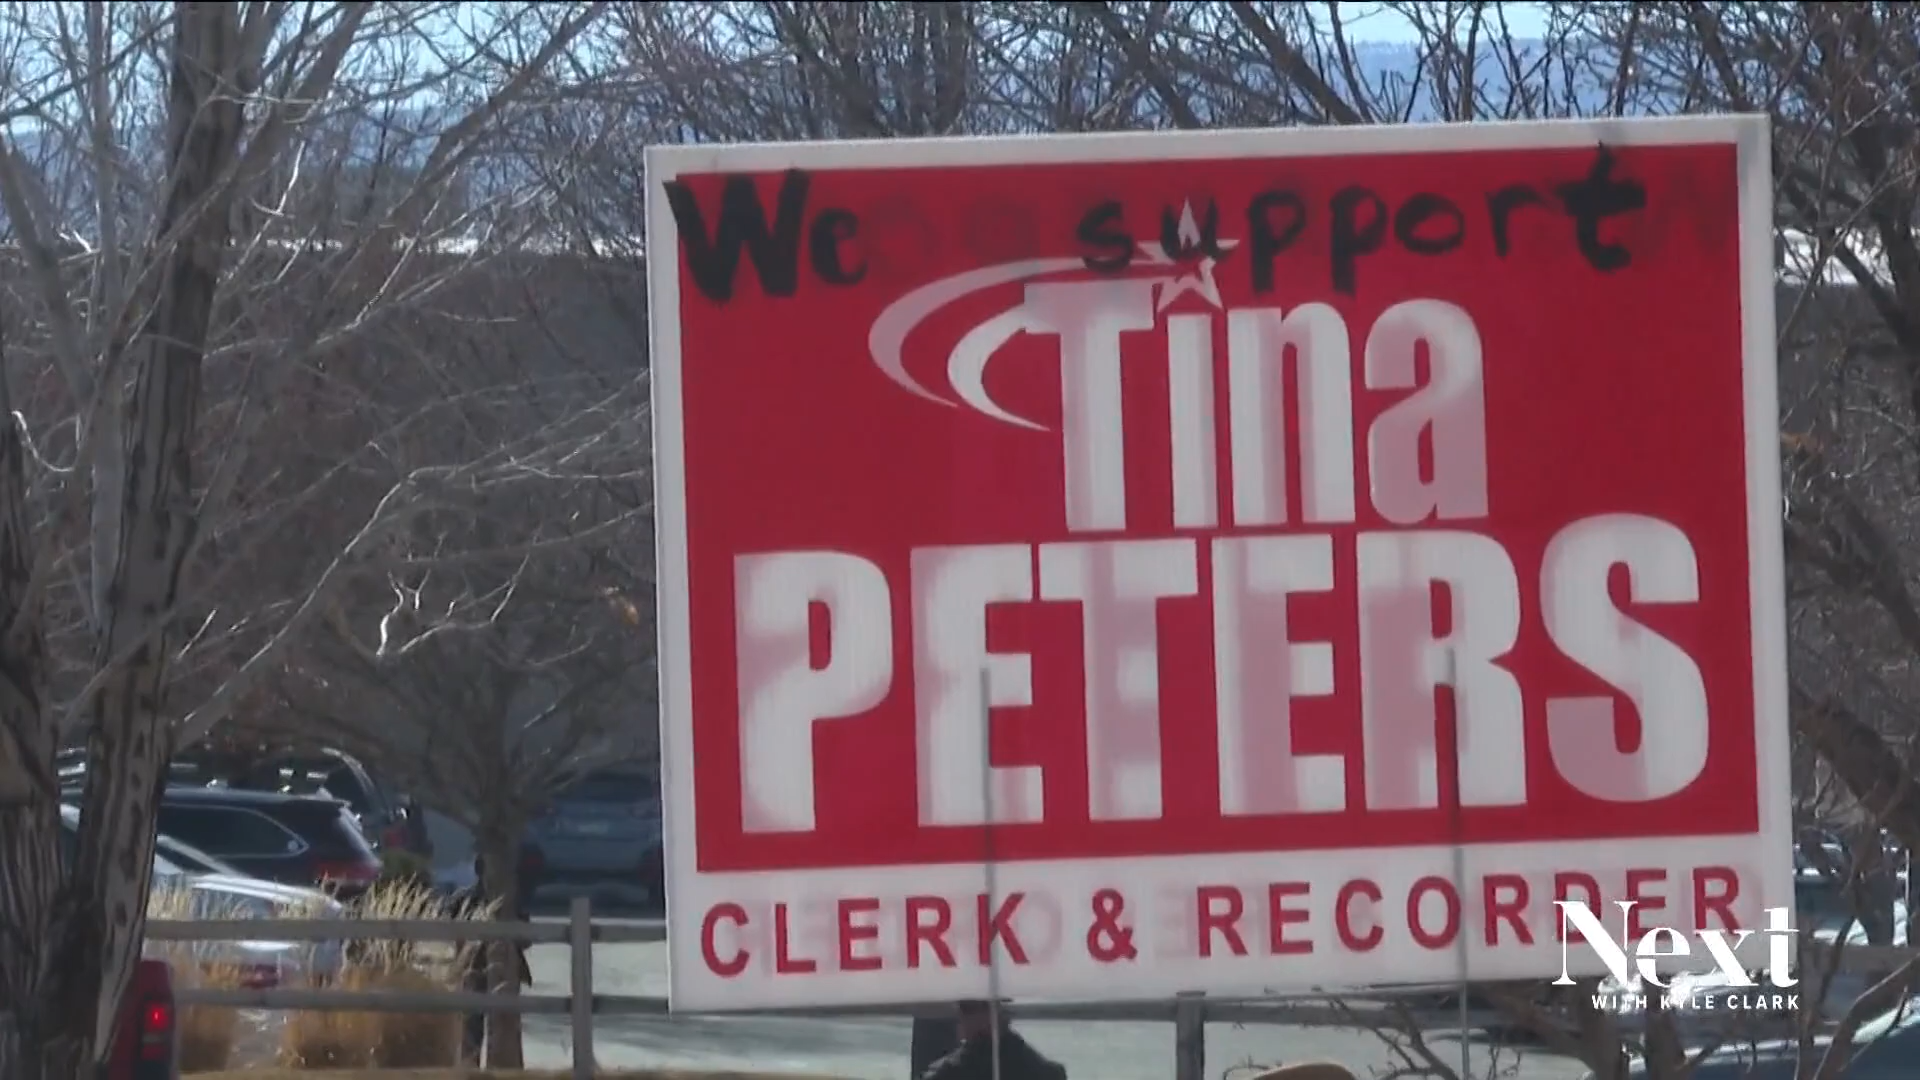 We support
Tina
PETERS
CLERK & RECORDER
Next
WITH KYLE CLARK